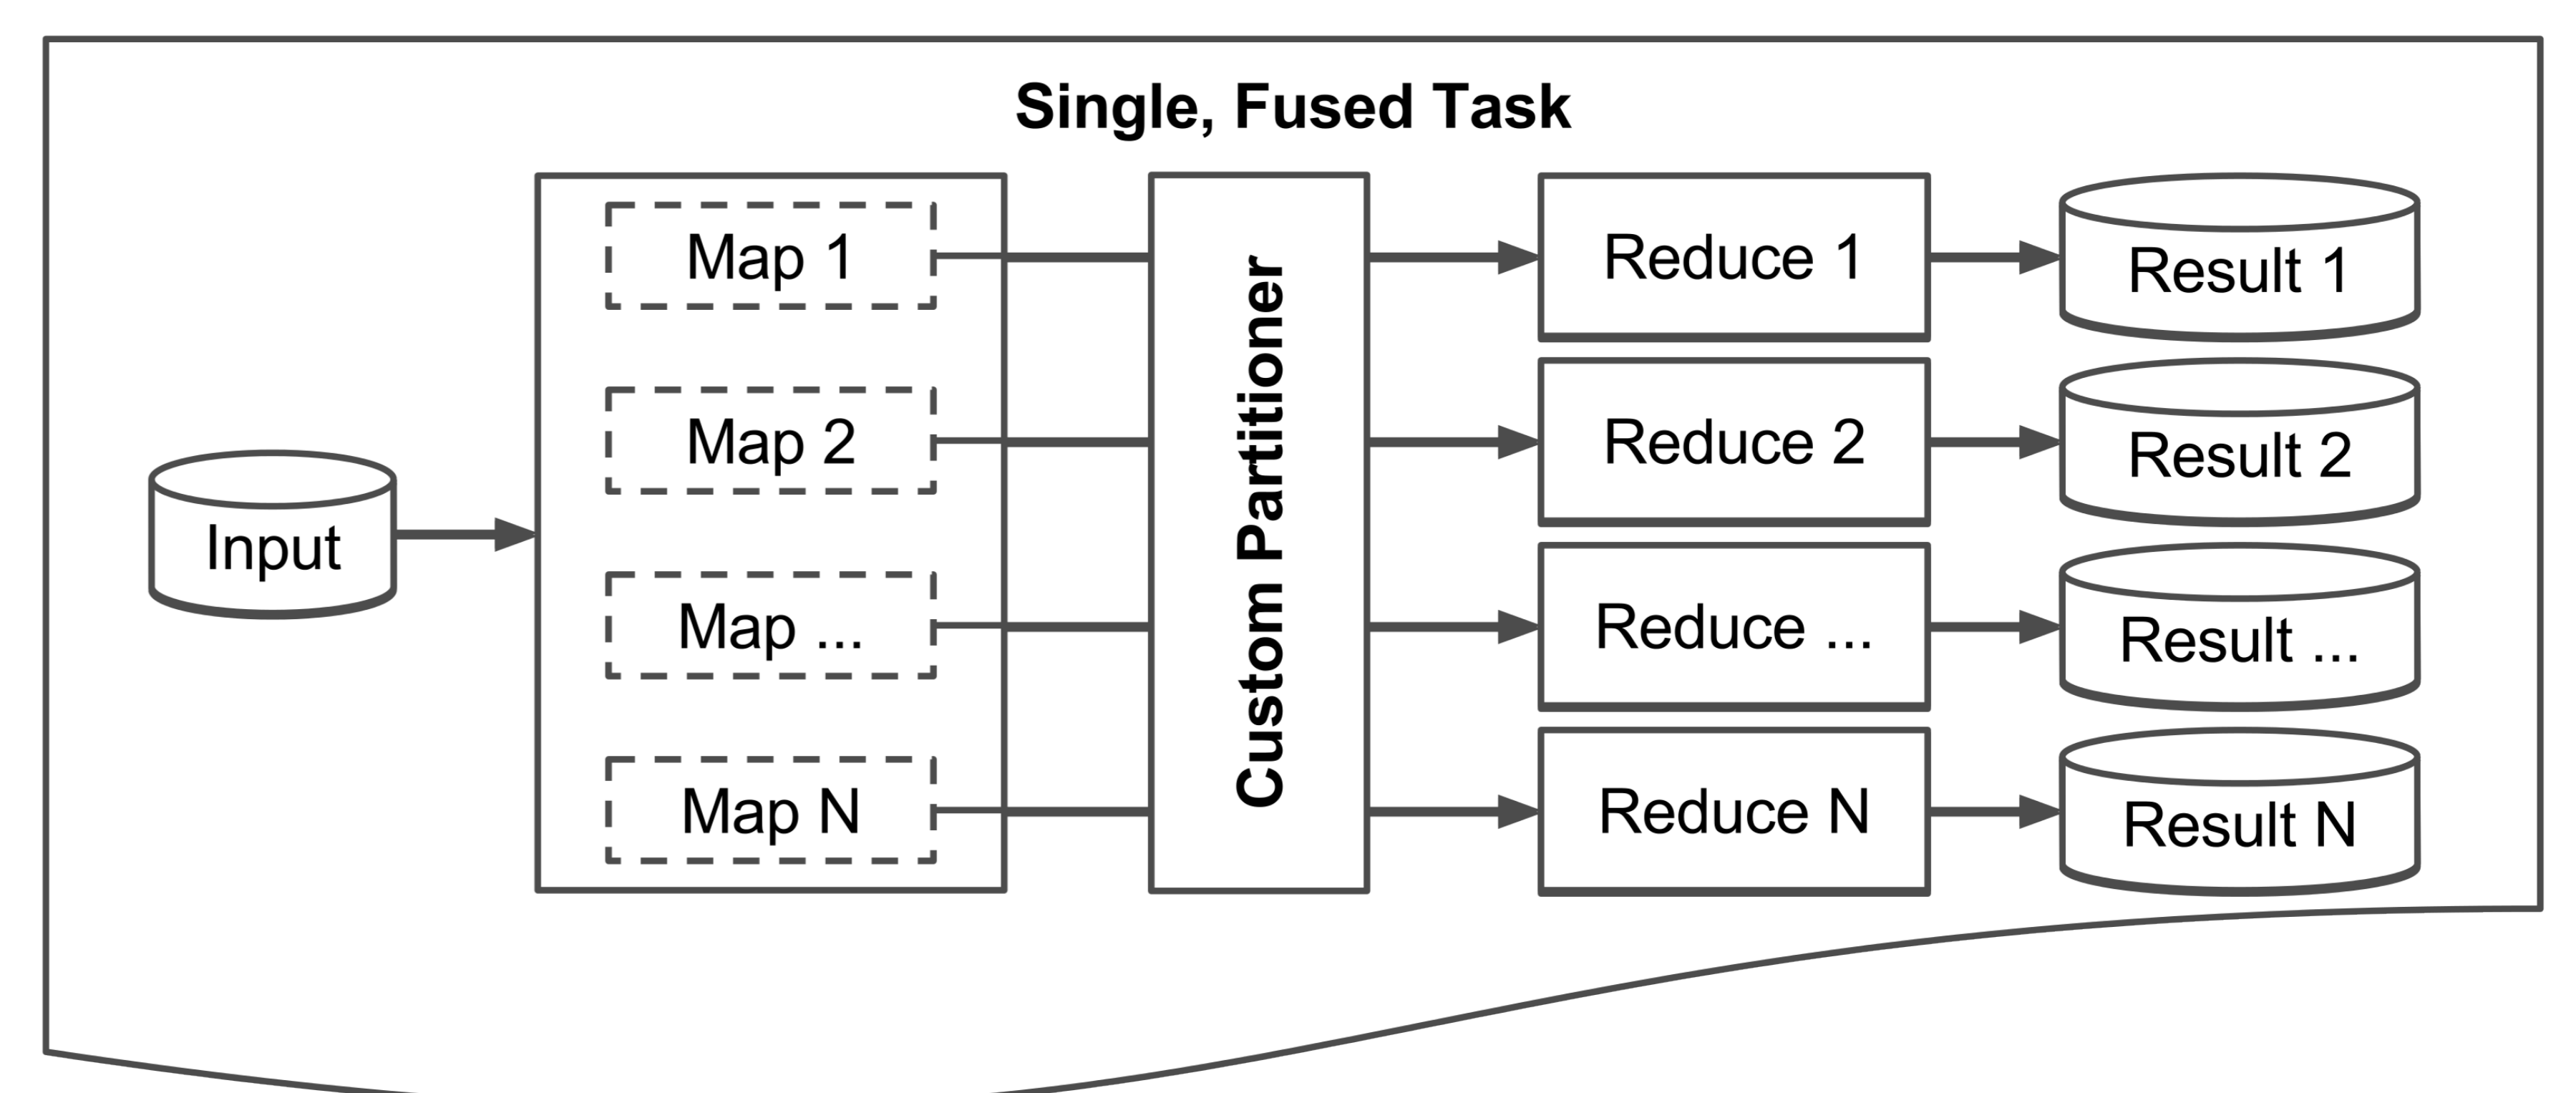 Single, Fused Task
Input
Map 1
Map 2
Map ...
Map N
Custom Partitioner
Reduce 1
Reduce 2
Reduce ...
Reduce N
Result 1
Result 2
Result ...
Result N